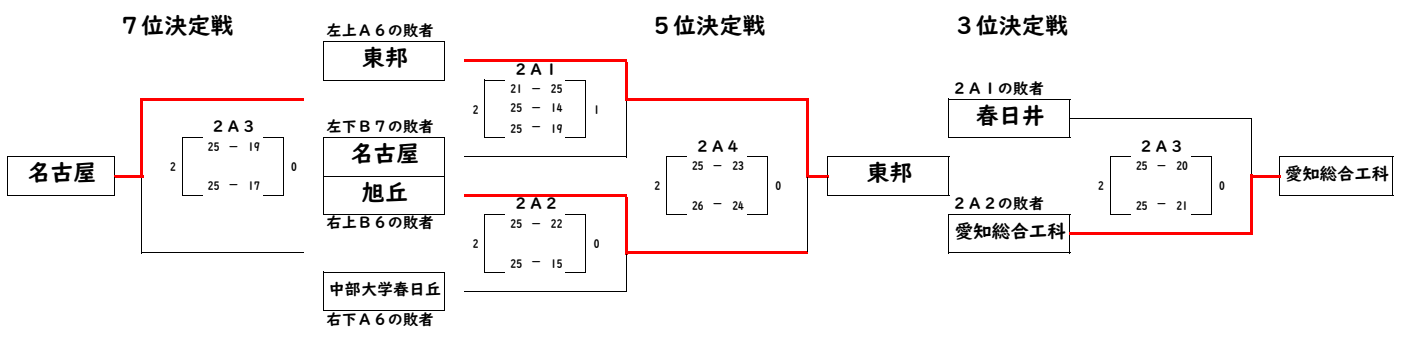 ７位決定戦
５位決定戦
３位決定戦
左上Ａ６の敗者
東邦
２Ａ１
21 － 25
2 25 － 14 1
25 － 19
２Ａ１の敗者
春日井
２Ａ３
25 － 19
2 0
25 － 17
名古屋
左下Ｂ７の敗者
名古屋
旭丘
右上Ｂ６の敗者
２Ａ２
25 － 22
2 0
25 － 15
中部大学春日丘
右下Ａ６の敗者
２Ａ４
25 － 23
2 0
26 － 24
東邦
２Ａ３
25 － 20
2 0
25 － 21
２Ａ２の敗者
愛知総合工科
愛知総合工科